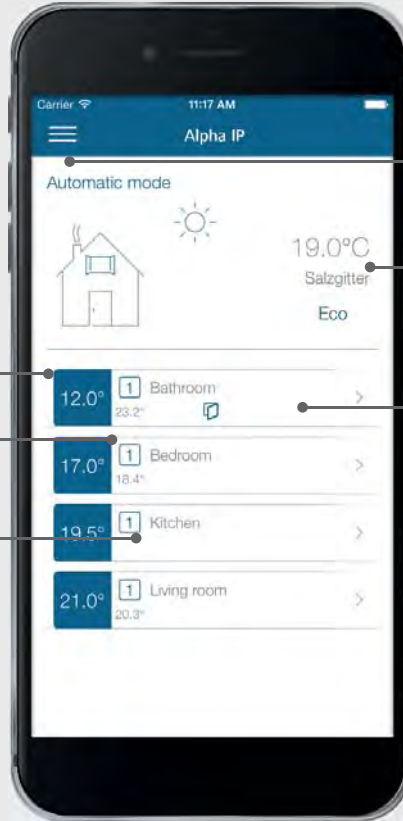 Carrier 11:17 AM
Alpha IP
Automatic mode
19.0°C
Salzgitter
Eco
12.0° 1 Bathroom
23.2°
17.0° 1 Bedroom
18.4°
19.5° 1 Kitchen
21.0° 1 Living room
20.3°